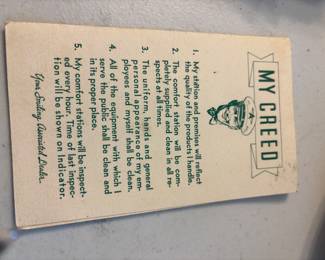 MY CREED
1. My station and premises will reflect
the quality of the products I handle.
2. The comfort station will be com-
pletely supplied and clean in all re-
spects at all times.
3. The uniform, hands and general
personal appearance of my em-
ployees and myself shall be clean.
4. All of the equipment with which I
serve the public shall be clean and
in its proper place.
5. My comfort stations will be inspect-
ed every hour. Time of last inspec-
tion will be shown on Indicator.
Your Smiling Associated Dealer